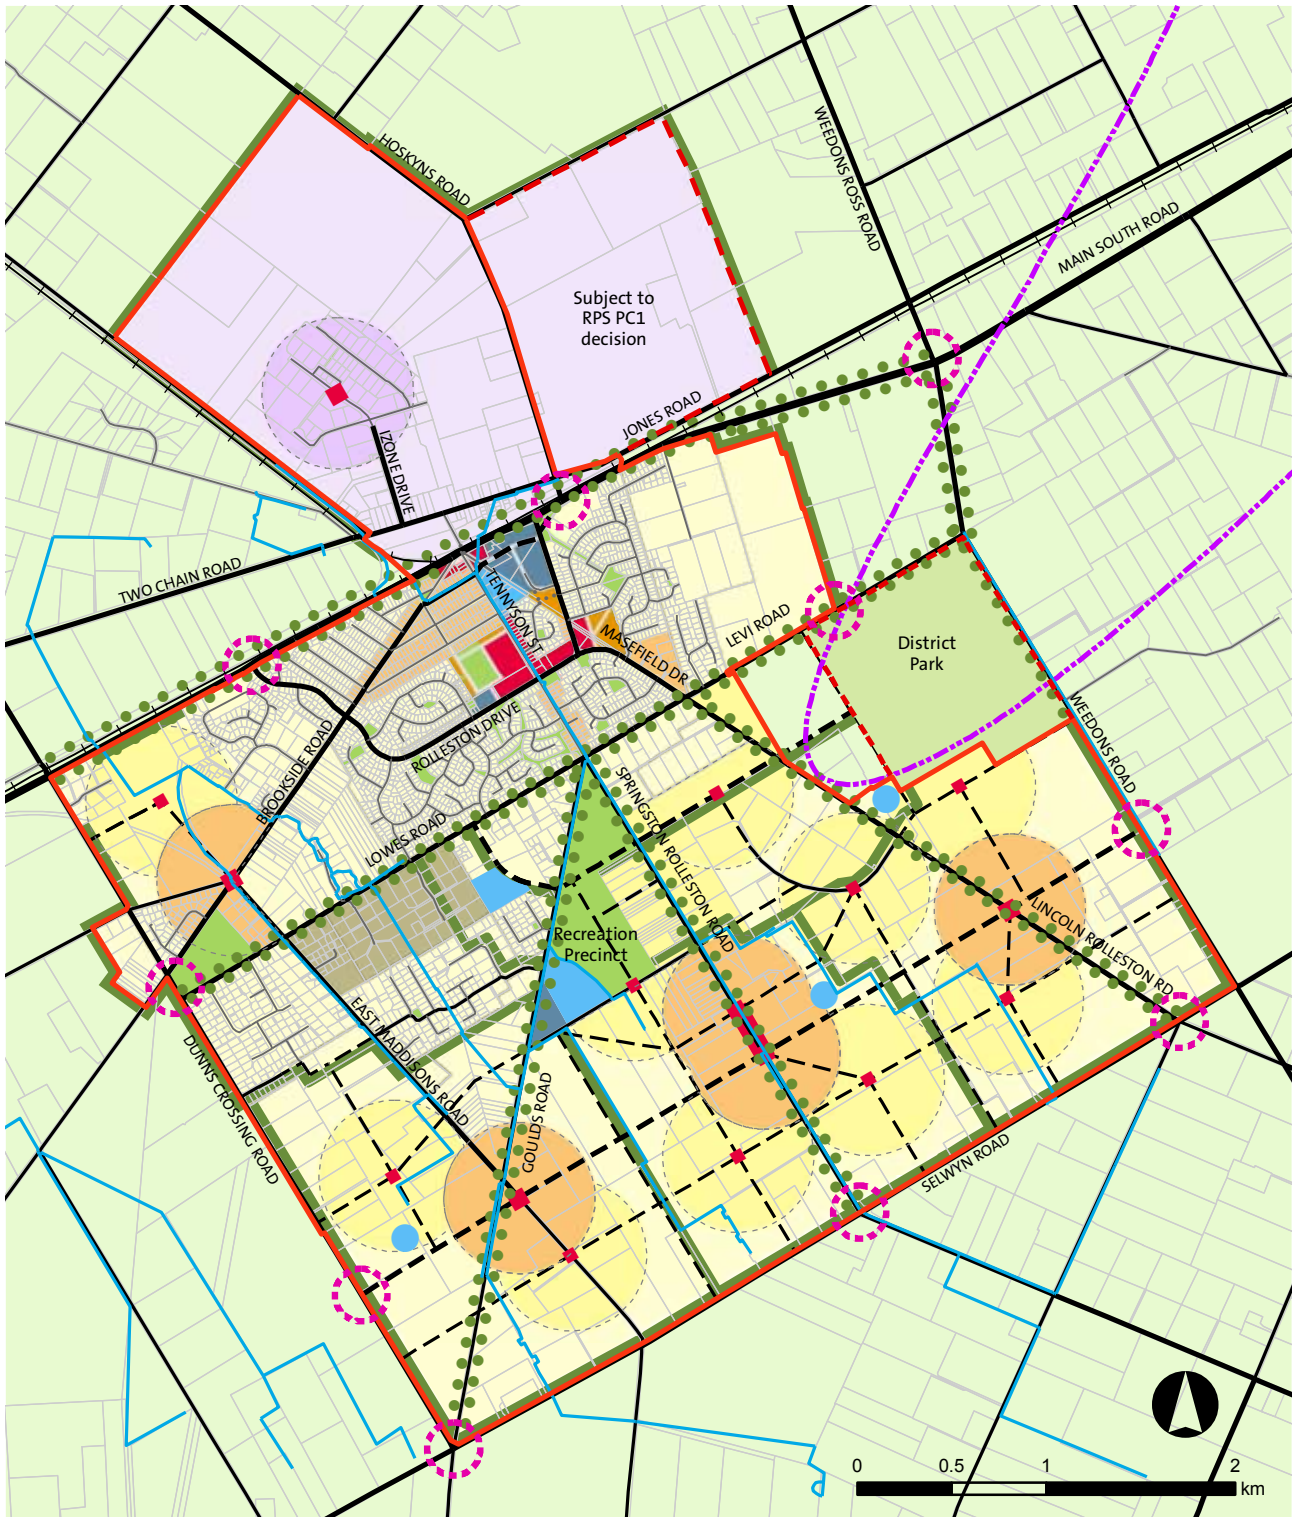 HOSKYNS ROAD
WEEDONS ROSS ROAD
MAIN SOUTH ROAD
Subject to
RPS PC1
decision
JONES ROAD
IZONE DRIVE
TWO CHAIN ROAD
TENNYSON ST
MASEFIELD DR
LEVI ROAD
District
Park
WEEDONS ROAD
BROOKSIDE ROAD
ROLLESTON DRIVE
LOWES ROAD
SPRINGSTON ROLLESTON ROAD
LINCOLN ROLLESTON RD
Recreation
Precinct
EAST MADDISONS ROAD
DUNNS CROSSING ROAD
GOULDS ROAD
SELWYN ROAD
0 0.5 1 2
km